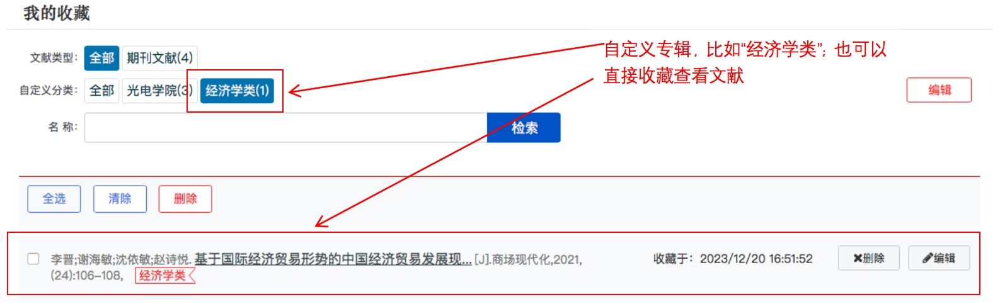 我的收藏
文献类型: 全部 期刊文献(4)
自定义专辑，比如“经济学类”；也可以
直接收藏查看文献
自定义分类: 全部 光电学院(3) 经济学类(1) 编辑
名 称: 检索
全选 清除 删除
李晋;谢海敏;沈依敏;赵诗悦. 基于国际经济贸易形势的中国经济贸易发展现... [J].商场现代化,2021, 收藏于：2023/12/20 16:51:52 ✖删除 编辑
(24):106–108, 经济学类